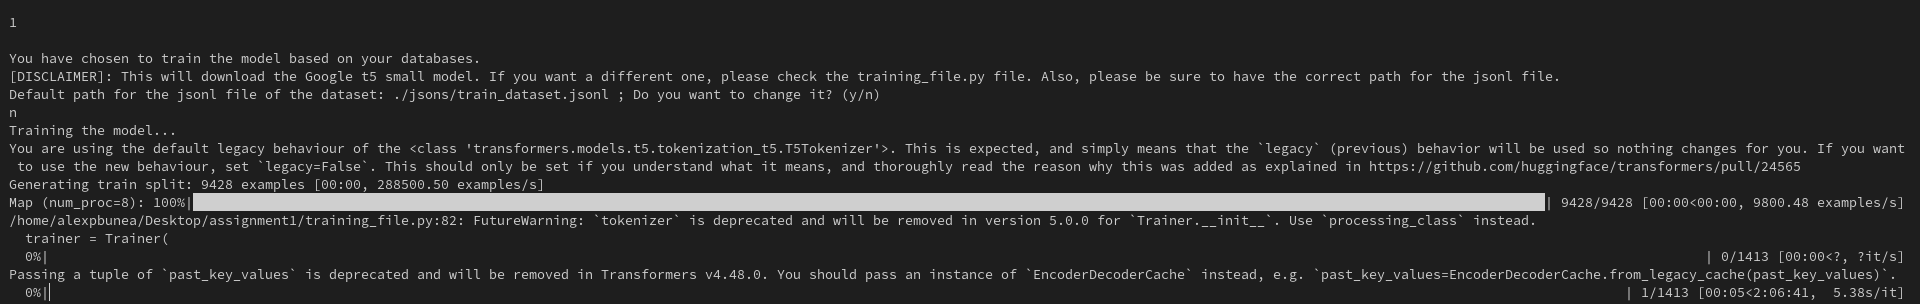 1
You have chosen to train the model based on your databases.
[DISCLAIMER]: This will download the Google t5 small model. If you want a different one, please check the training_file.py file. Also, please be sure to have the correct path for the jsonl file.
Default path for the jsonl file of the dataset: ./jsons/train_dataset.jsonl ; Do you want to change it? (y/n)
n
Training the model...
You are using the default legacy behaviour of the <class 'transformers.models.t5.tokenization_t5.T5Tokenizer'>. This is expected, and simply means that the `legacy` (previous) behavior will be used so nothing changes for you. If you want
to use the new behaviour, set `legacy=False`. This should only be set if you understand what it means, and thoroughly read the reason why this was added as explained in https://github.com/huggingface/transformers/pull/24565
Generating train split: 9428 examples [00:00, 288500.50 examples/s]
Map (num_proc=8): 100%| | 9428/9428 [00:00<00:00, 9800.48 examples/s]
/home/alexpbunea/Desktop/assignment1/training_file.py:82: FutureWarning: `tokenizer` is deprecated and will be removed in version 5.0.0 for `Trainer.__init__`. Use `processing_class` instead.
  trainer = Trainer(
  0%| | 0/1413 [00:00<?, ?it/s]
Passing a tuple of `past_key_values` is deprecated and will be removed in Transformers v4.48.0. You should pass an instance of `EncoderDecoderCache` instead, e.g. `past_key_values=EncoderDecoderCache.from_legacy_cache(past_key_values)`.
  0%| | 1/1413 [00:05<2:06:41,  5.38s/it]